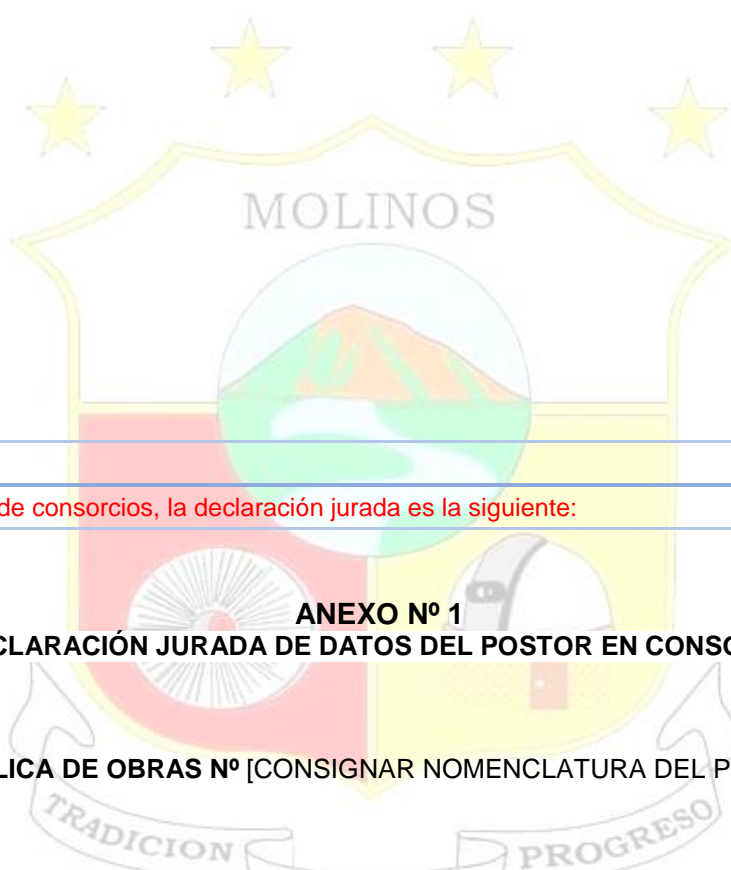 MOLINOS
de consorcios, la declaración jurada es la siguiente:
ANEXO Nº 1
CLARACIÓN JURADA DE DATOS DEL POSTOR EN CONSO
LICA DE OBRAS Nº [CONSIGNAR NOMENCLATURA DEL P
TRADICION
PROGRESO